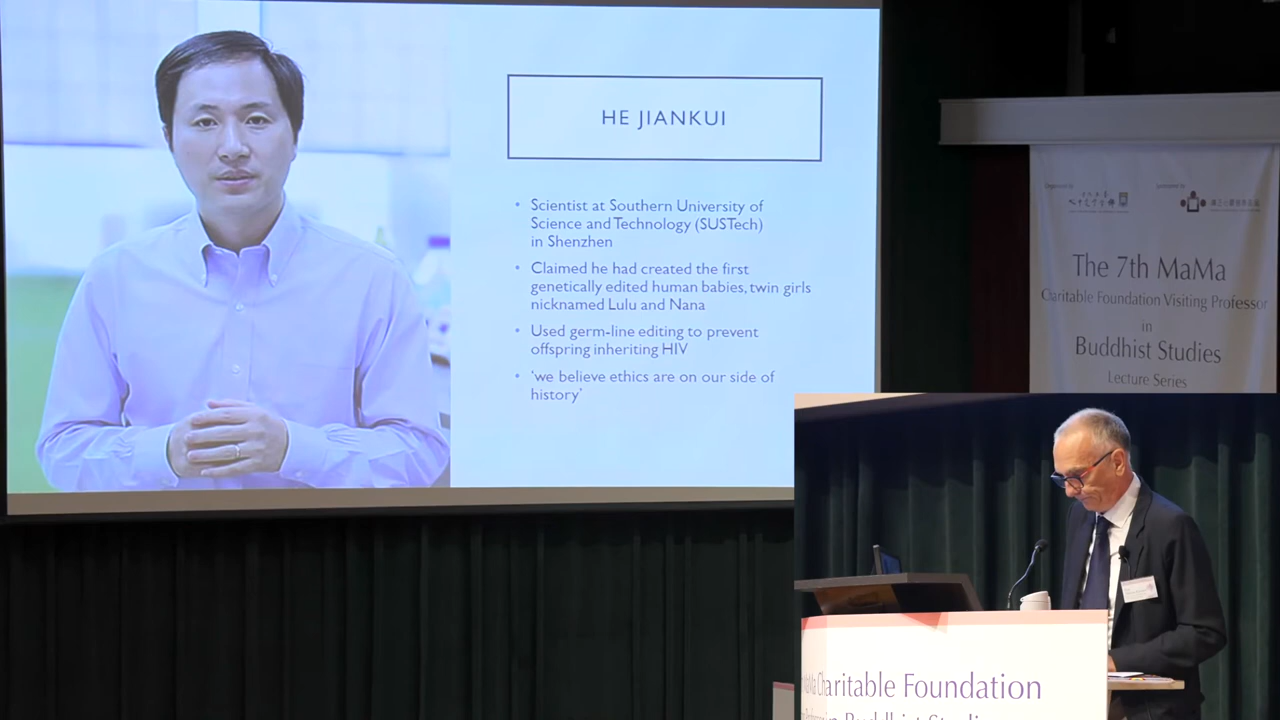 HE JIANKUI
• Scientist at Southern University of
Science and Technology (SUSTech)
in Shenzhen
• Claimed he had created the first
genetically edited human babies, twin girls
nicknamed Lulu and Nana
• Used germ-line editing to prevent
offspring inheriting HIV
• ‘we believe ethics are on our side of
history’
The 7th MaMa
Charitable Foundation Visiting Professor
in
Buddhist Studies
Lecture Series
Charitable Foundation
Buddhist Studies